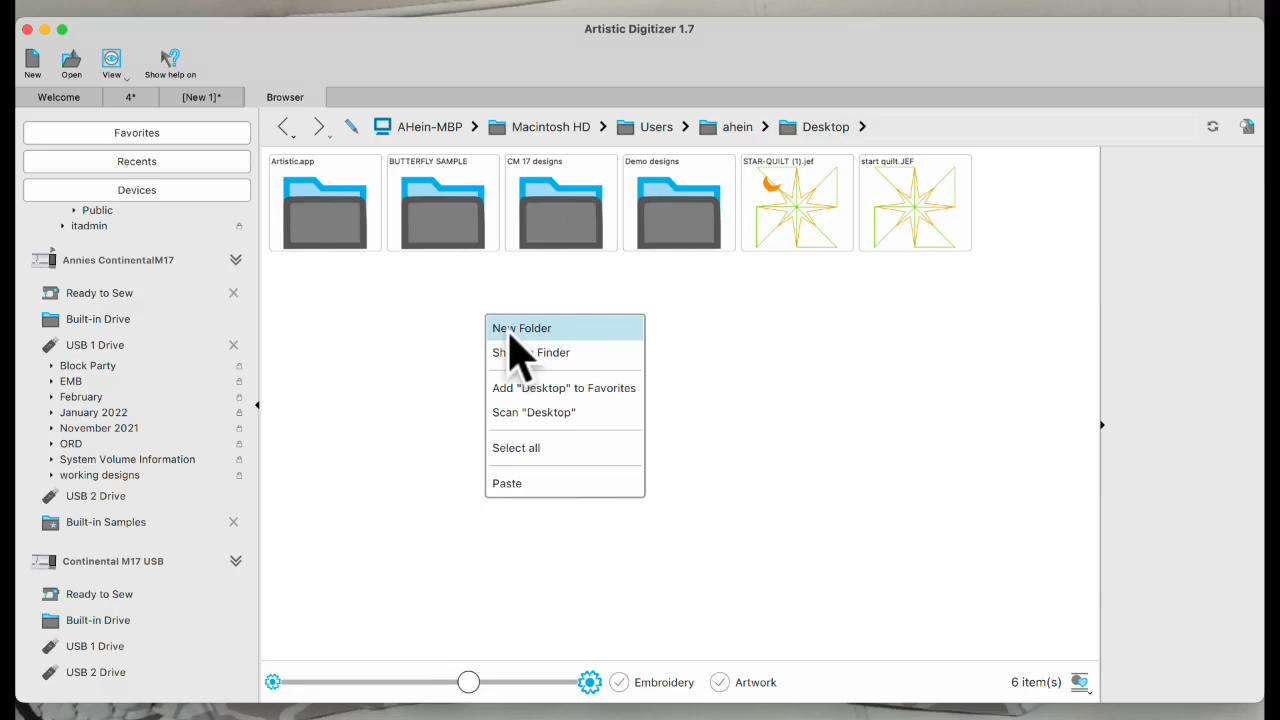 Artistic Digitizer 1.7
New
Open
View
Show help on
Welcome
4*
[New 1]*
Browser
Favorites
Recents
Devices
Public
itadmin
Annies ContinentalM17
Ready to Sew
Built-in Drive
USB 1 Drive
Block Party
EMB
February
January 2022
November 2021
ORD
System Volume Information
working designs
USB 2 Drive
Built-in Samples
Continental M17 USB
Ready to Sew
Built-in Drive
USB 1 Drive
USB 2 Drive
AHein-MBP
Macintosh HD
Users
ahein
Desktop
Artistic.app
BUTTERFLY SAMPLE
CM 17 designs
Demo designs
STAR-QUILT (1).jef
start quilt.JEF
New Folder
Finder
Add "Desktop" to Favorites
Scan "Desktop"
Select all
Paste
Embroidery
Artwork
6 item(s)